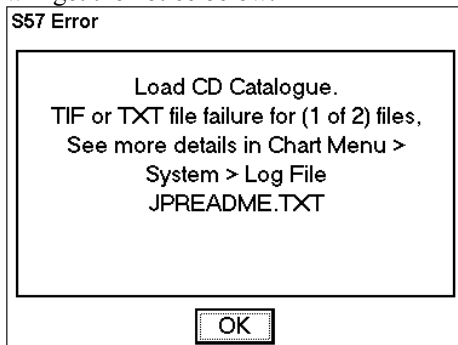 S57 Error
Load CD Catalogue.
TIF or TXT file failure for (1 of 2) files,
See more details in Chart Menu >
System > Log File
JPREADME.TXT
OK